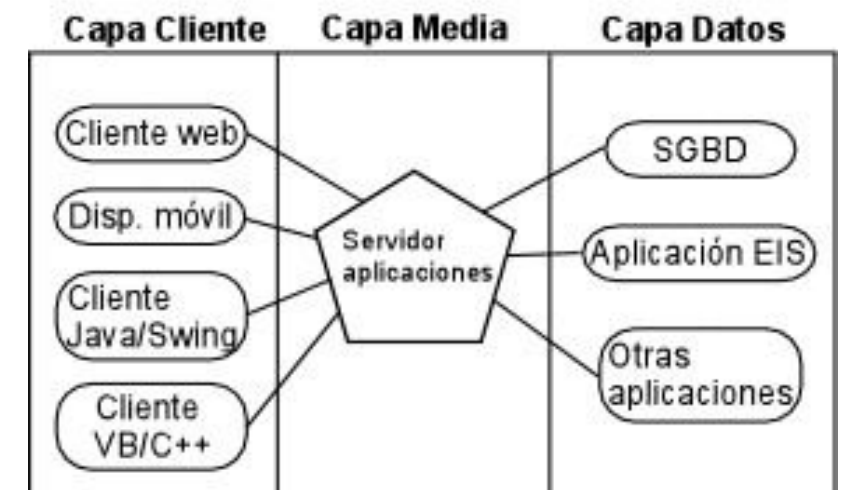 Capa Cliente
Capa Media
Capa Datos
Cliente web
Disp. móvil
Cliente
Java/Swing
Cliente
VB/C++
Servidor
aplicaciones
SGBD
Aplicación EIS
Otras
aplicaciones